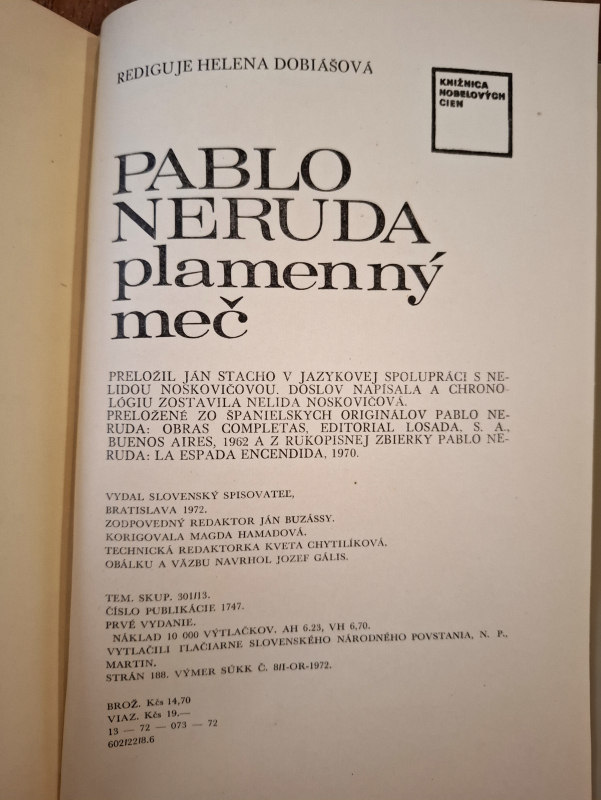 REDIGUJE HELENA DOBIÁŠOVÁ
KNIŽNICA
NOBELOVÝCH
CIEN
PABLO
NERUDA
plamenný
meč
PRELOŽIL JÁN STACHO V JAZYKOVEJ SPOLUPRÁCI S NE-
LIDOU NOŠKOVIČOVOU. DOSLOV NAPÍSALA A CHRONO-
LÓGIU ZOSTAVILA NELIDA NOSKOVIČOVÁ.
PRELOŽENÉ ZO ŠPANIELSKYCH ORIGINÁLOV PABLO NE-
RUDA: OBRAS COMPLETAS, EDITORIAL LOSADA, S. A.,
BUENOS AIRES, 1962 A Z RUKOPISNEJ ZBIERKY PABLO NE-
RUDA: LA ESPADA ENCENDIDA, 1970.
VYDAL SLOVENSKÝ SPISOVATEĽ,
BRATISLAVA 1972.
ZODPOVEDNÝ REDAKTOR JÁN BUZÁSSY.
KORIGOVALA MAGDA HAMADOVÁ.
TECHNICKÁ REDAKTORKA KVETA CHYTILÍKOVÁ.
OBÁLKU A VÄZBU NAVRHOL JOZEF GÁLIS.
TEM. SKUP. 301/13.
ČÍSLO PUBLIKÁCIE 1747.
PRVÉ VYDANIE.
NÁKLAD 10 000 VÝTLAČKOV. AH 6.23, VH 6,70.
VYTLAČILI TLAČIARNE SLOVENSKÉHO NÁRODNÉHO POVSTANIA, N. P.,
MARTIN.
STRÁN 188. VÝMER SÚKK Č. 8/I-OR-1972.
BROŽ. Kčs 14,70
VIAZ. Kčs 19.—
13 — 72 — 073 — 72
602/22/8.6